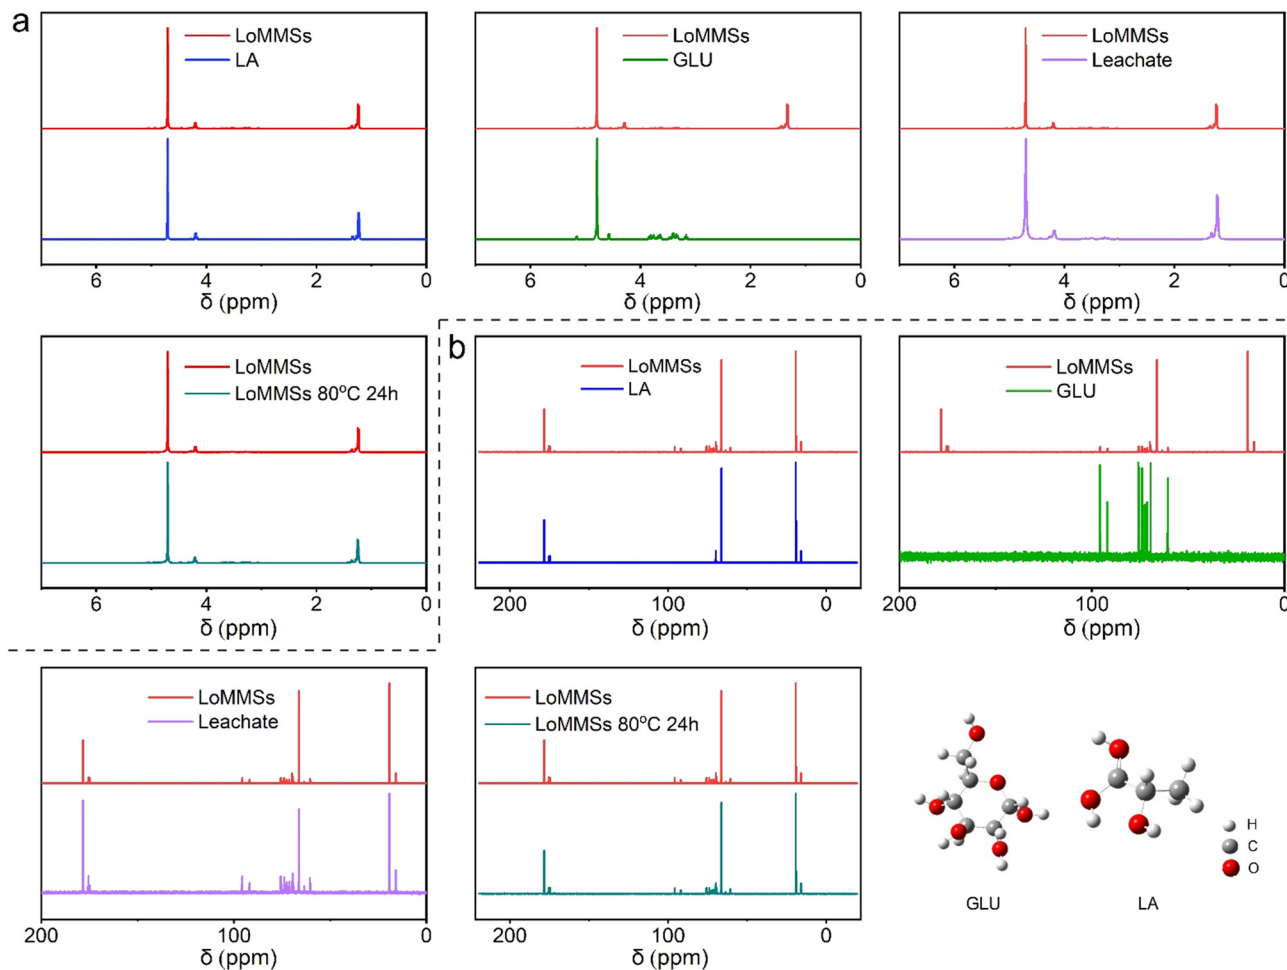 a
LoMMSs
LA
6 4 2 0
δ (ppm)
LoMMSs
GLU
6 4 2 0
δ (ppm)
LoMMSs
Leachate
6 4 2 0
δ (ppm)
LoMMSs
LoMMSs 80°C 24h
6 4 2 0
δ (ppm)
b
LoMMSs
LA
200 100 0
δ (ppm)
LoMMSs
GLU
200 100 0
δ (ppm)
LoMMSs
Leachate
200 100 0
δ (ppm)
LoMMSs
LoMMSs 80°C 24h
200 100 0
δ (ppm)
H
C
O
GLU
LA